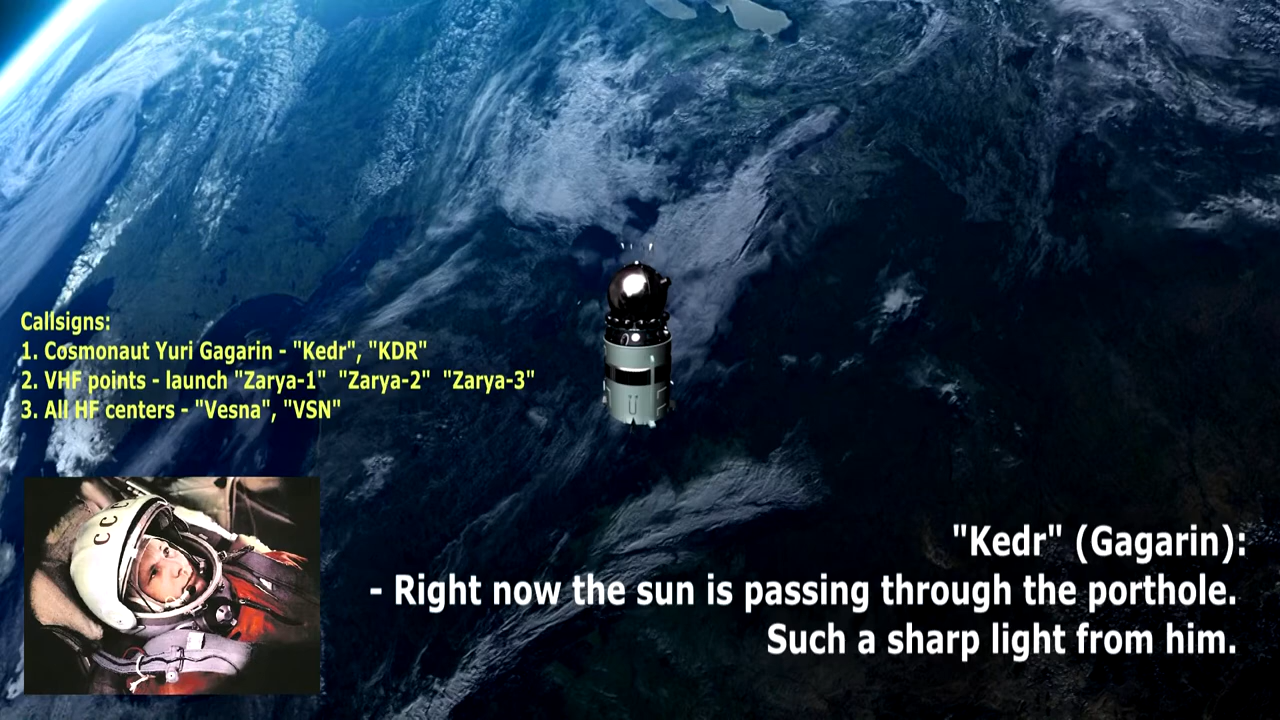 Callsigns:
1. Cosmonaut Yuri Gagarin - "Kedr", "KDR"
2. VHF points - launch "Zarya-1" "Zarya-2" "Zarya-3"
3. All HF centers - "Vesna", "VSN"
CCC
"Kedr" (Gagarin):
- Right now the sun is passing through the porthole.
Such a sharp light from him.